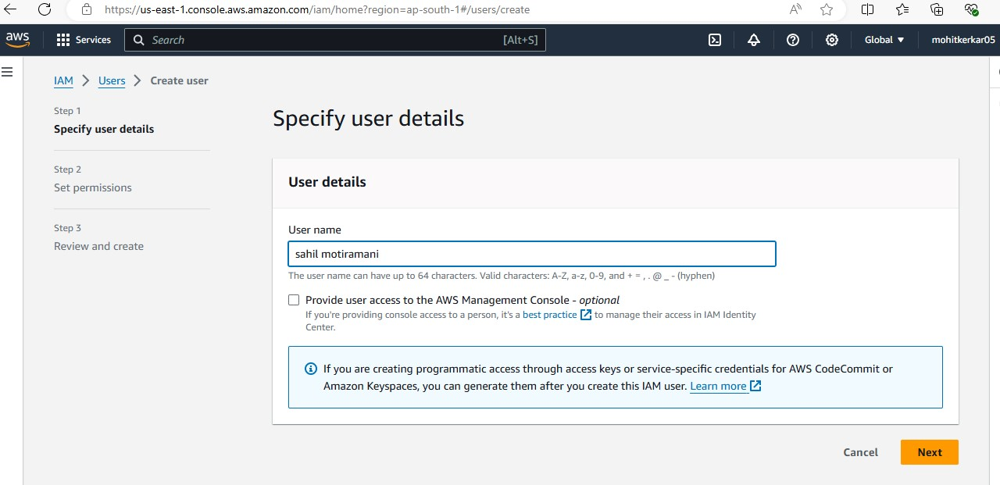 https://us-east-1.console.aws.amazon.com/iam/home?region=ap-south-1#/users/create
aws
Services
Search
[Alt+S]
Global
mohitkerkar05
IAM
Users
Create user
Step 1
Specify user details
Step 2
Set permissions
Step 3
Review and create
Specify user details
User details
User name
sahil motiramani
The user name can have up to 64 characters. Valid characters: A-Z, a-z, 0-9, and + = , . @ _ - (hyphen)
Provide user access to the AWS Management Console - optional
If you're providing console access to a person, it's a best practice to manage their access in IAM Identity
Center.
If you are creating programmatic access through access keys or service-specific credentials for AWS CodeCommit or
Amazon Keyspaces, you can generate them after you create this IAM user. Learn more
Cancel
Next